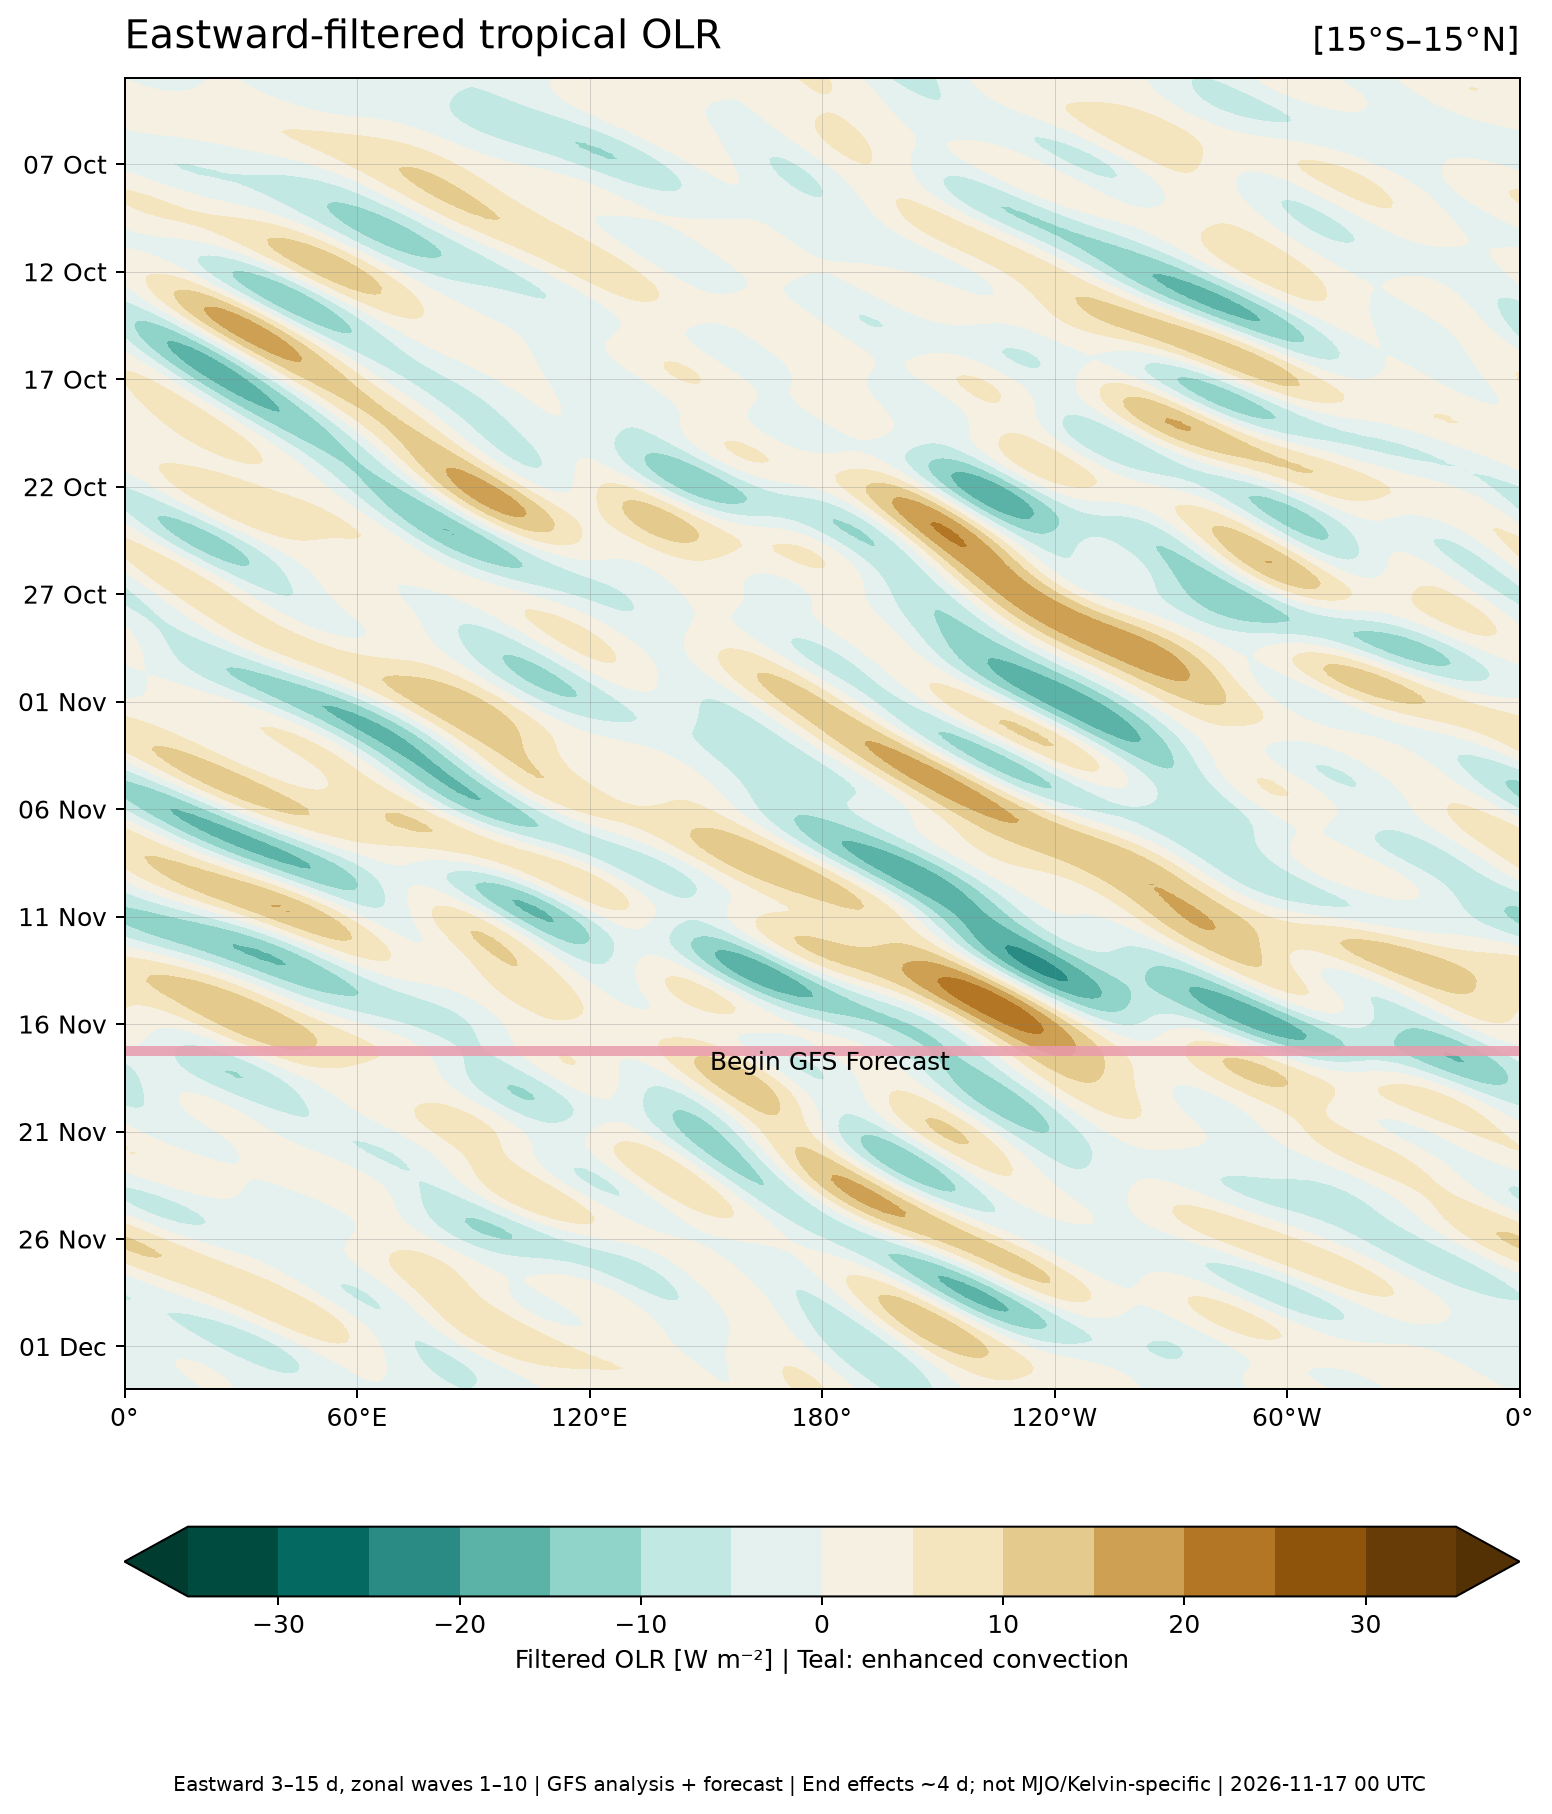 Eastward-filtered tropical OLR
[15°S–15°N]
07 Oct
12 Oct
17 Oct
22 Oct
27 Oct
01 Nov
06 Nov
11 Nov
16 Nov
Begin GFS Forecast
21 Nov
26 Nov
01 Dec
0° 60°E 120°E 180° 120°W 60°W 0°
−30 −20 −10 0 10 20 30
Filtered OLR [W m⁻²] | Teal: enhanced convection
Eastward 3–15 d, zonal waves 1–10 | GFS analysis + forecast | End effects ~4 d; not MJO/Kelvin-specific | 2026-11-17 00 UTC